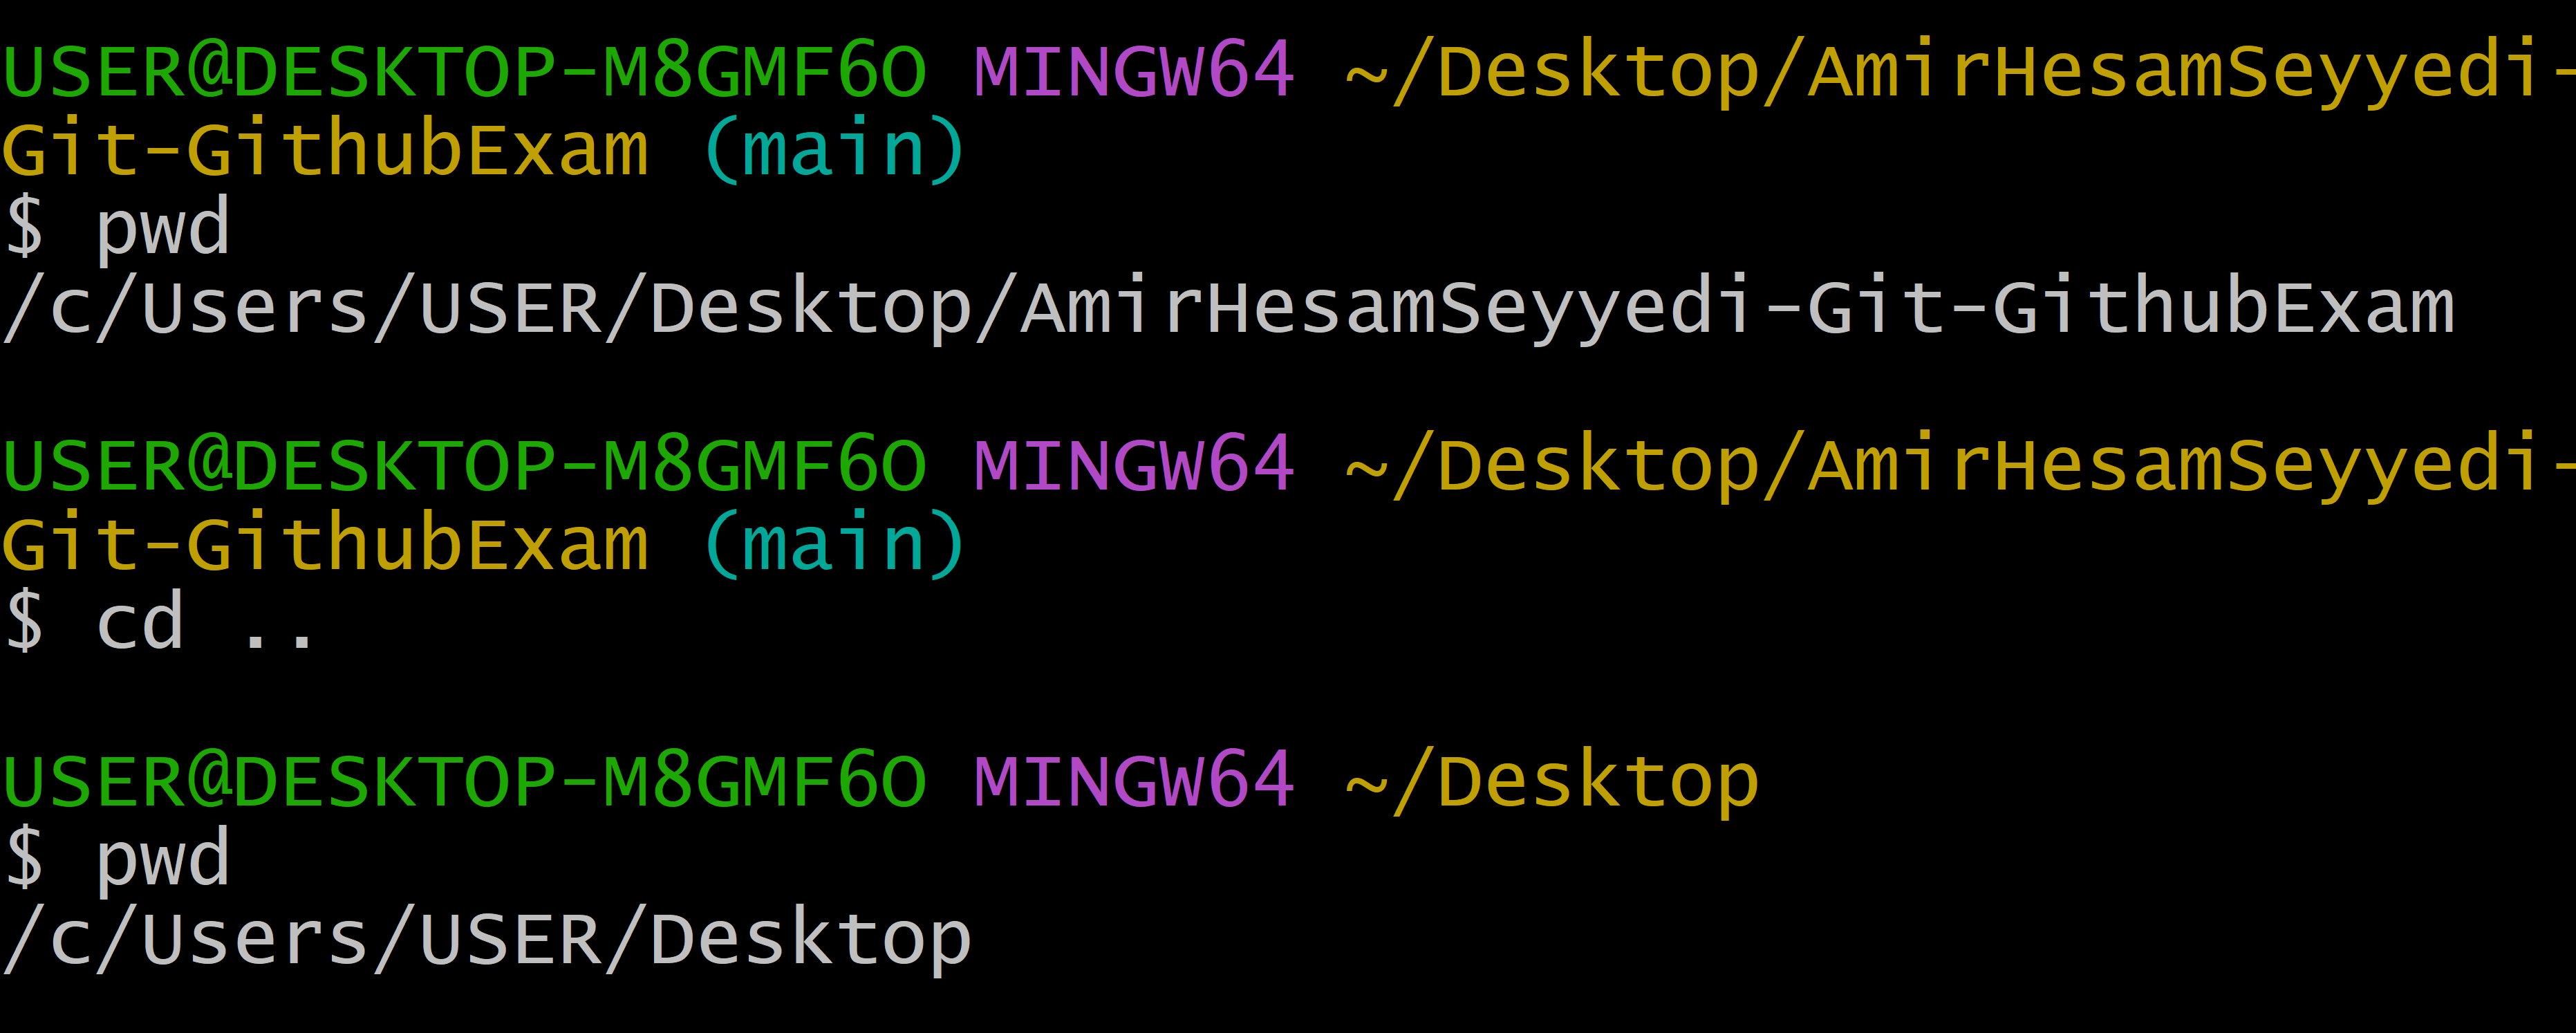 USER@DESKTOP-M8GMF6O MINGW64 ~/Desktop/AmirHesamSeyyedi-
Git-GithubExam (main)
$ pwd
/c/Users/USER/Desktop/AmirHesamSeyyedi-Git-GithubExam
USER@DESKTOP-M8GMF6O MINGW64 ~/Desktop/AmirHesamSeyyedi-
Git-GithubExam (main)
$ cd ..
USER@DESKTOP-M8GMF6O MINGW64 ~/Desktop
$ pwd
/c/Users/USER/Desktop